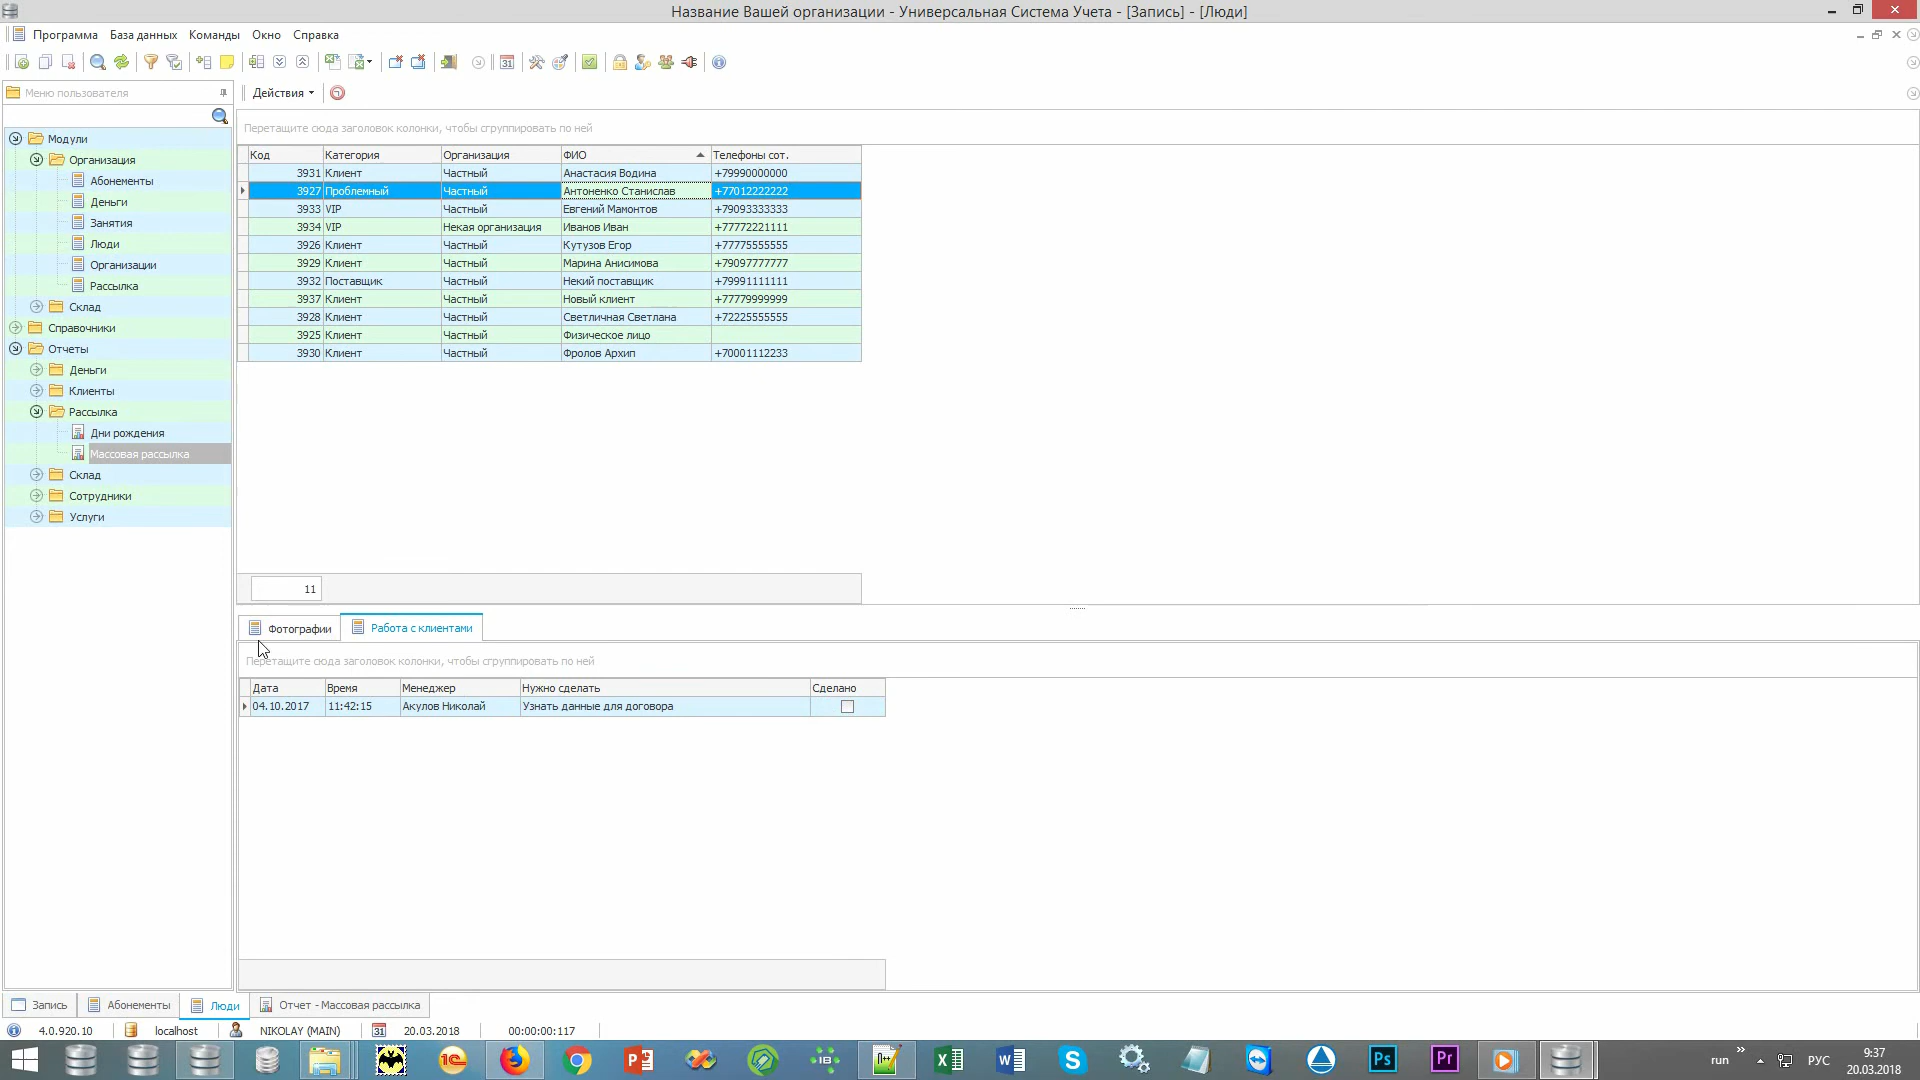 Название Вашей организации - Универсальная Система Учета - [Запись] - [Люди]
Программа База данных Команды Окно Справка
Меню пользователя
Действия
Модули
Организация
Абонементы
Деньги
Занятия
Люди
Организации
Рассылка
Склад
Справочники
Отчеты
Деньги
Клиенты
Рассылка
Дни рождения
Массовая рассылка
Склад
Сотрудники
Услуги
Перетащите сюда заголовок колонки, чтобы сгруппировать по ней
Код Категория Организация ФИО Телефоны сот.
3931 Клиент Частный Анастасия Водина +79990000000
3927 Проблемный Частный Антоненко Станислав +77012222222
3933 VIP Частный Евгений Мамонтов +79093333333
3934 VIP Некая организация Иванов Иван +77772221111
3926 Клиент Частный Кутузов Егор +77775555555
3929 Клиент Частный Марина Анисимова +79097777777
3932 Поставщик Частный Некий поставщик +79991111111
3937 Клиент Частный Новый клиент +77779999999
3928 Клиент Частный Светличная Светлана +72225555555
3925 Клиент Частный Физическое лицо
3930 Клиент Частный Фролов Архип +70001112233
11
Фотографии Работа с клиентами
Перетащите сюда заголовок колонки, чтобы сгруппировать по ней
Дата Время Менеджер Нужно сделать Сделано
04.10.2017 11:42:15 Акулов Николай Узнать данные для договора
Запись Абонементы Люди Отчет - Массовая рассылка
4.0.920.10 localhost NIKOLAY (MAIN) 31 20.03.2018 00:00:00:117
run РУС 9:37
20.03.2018